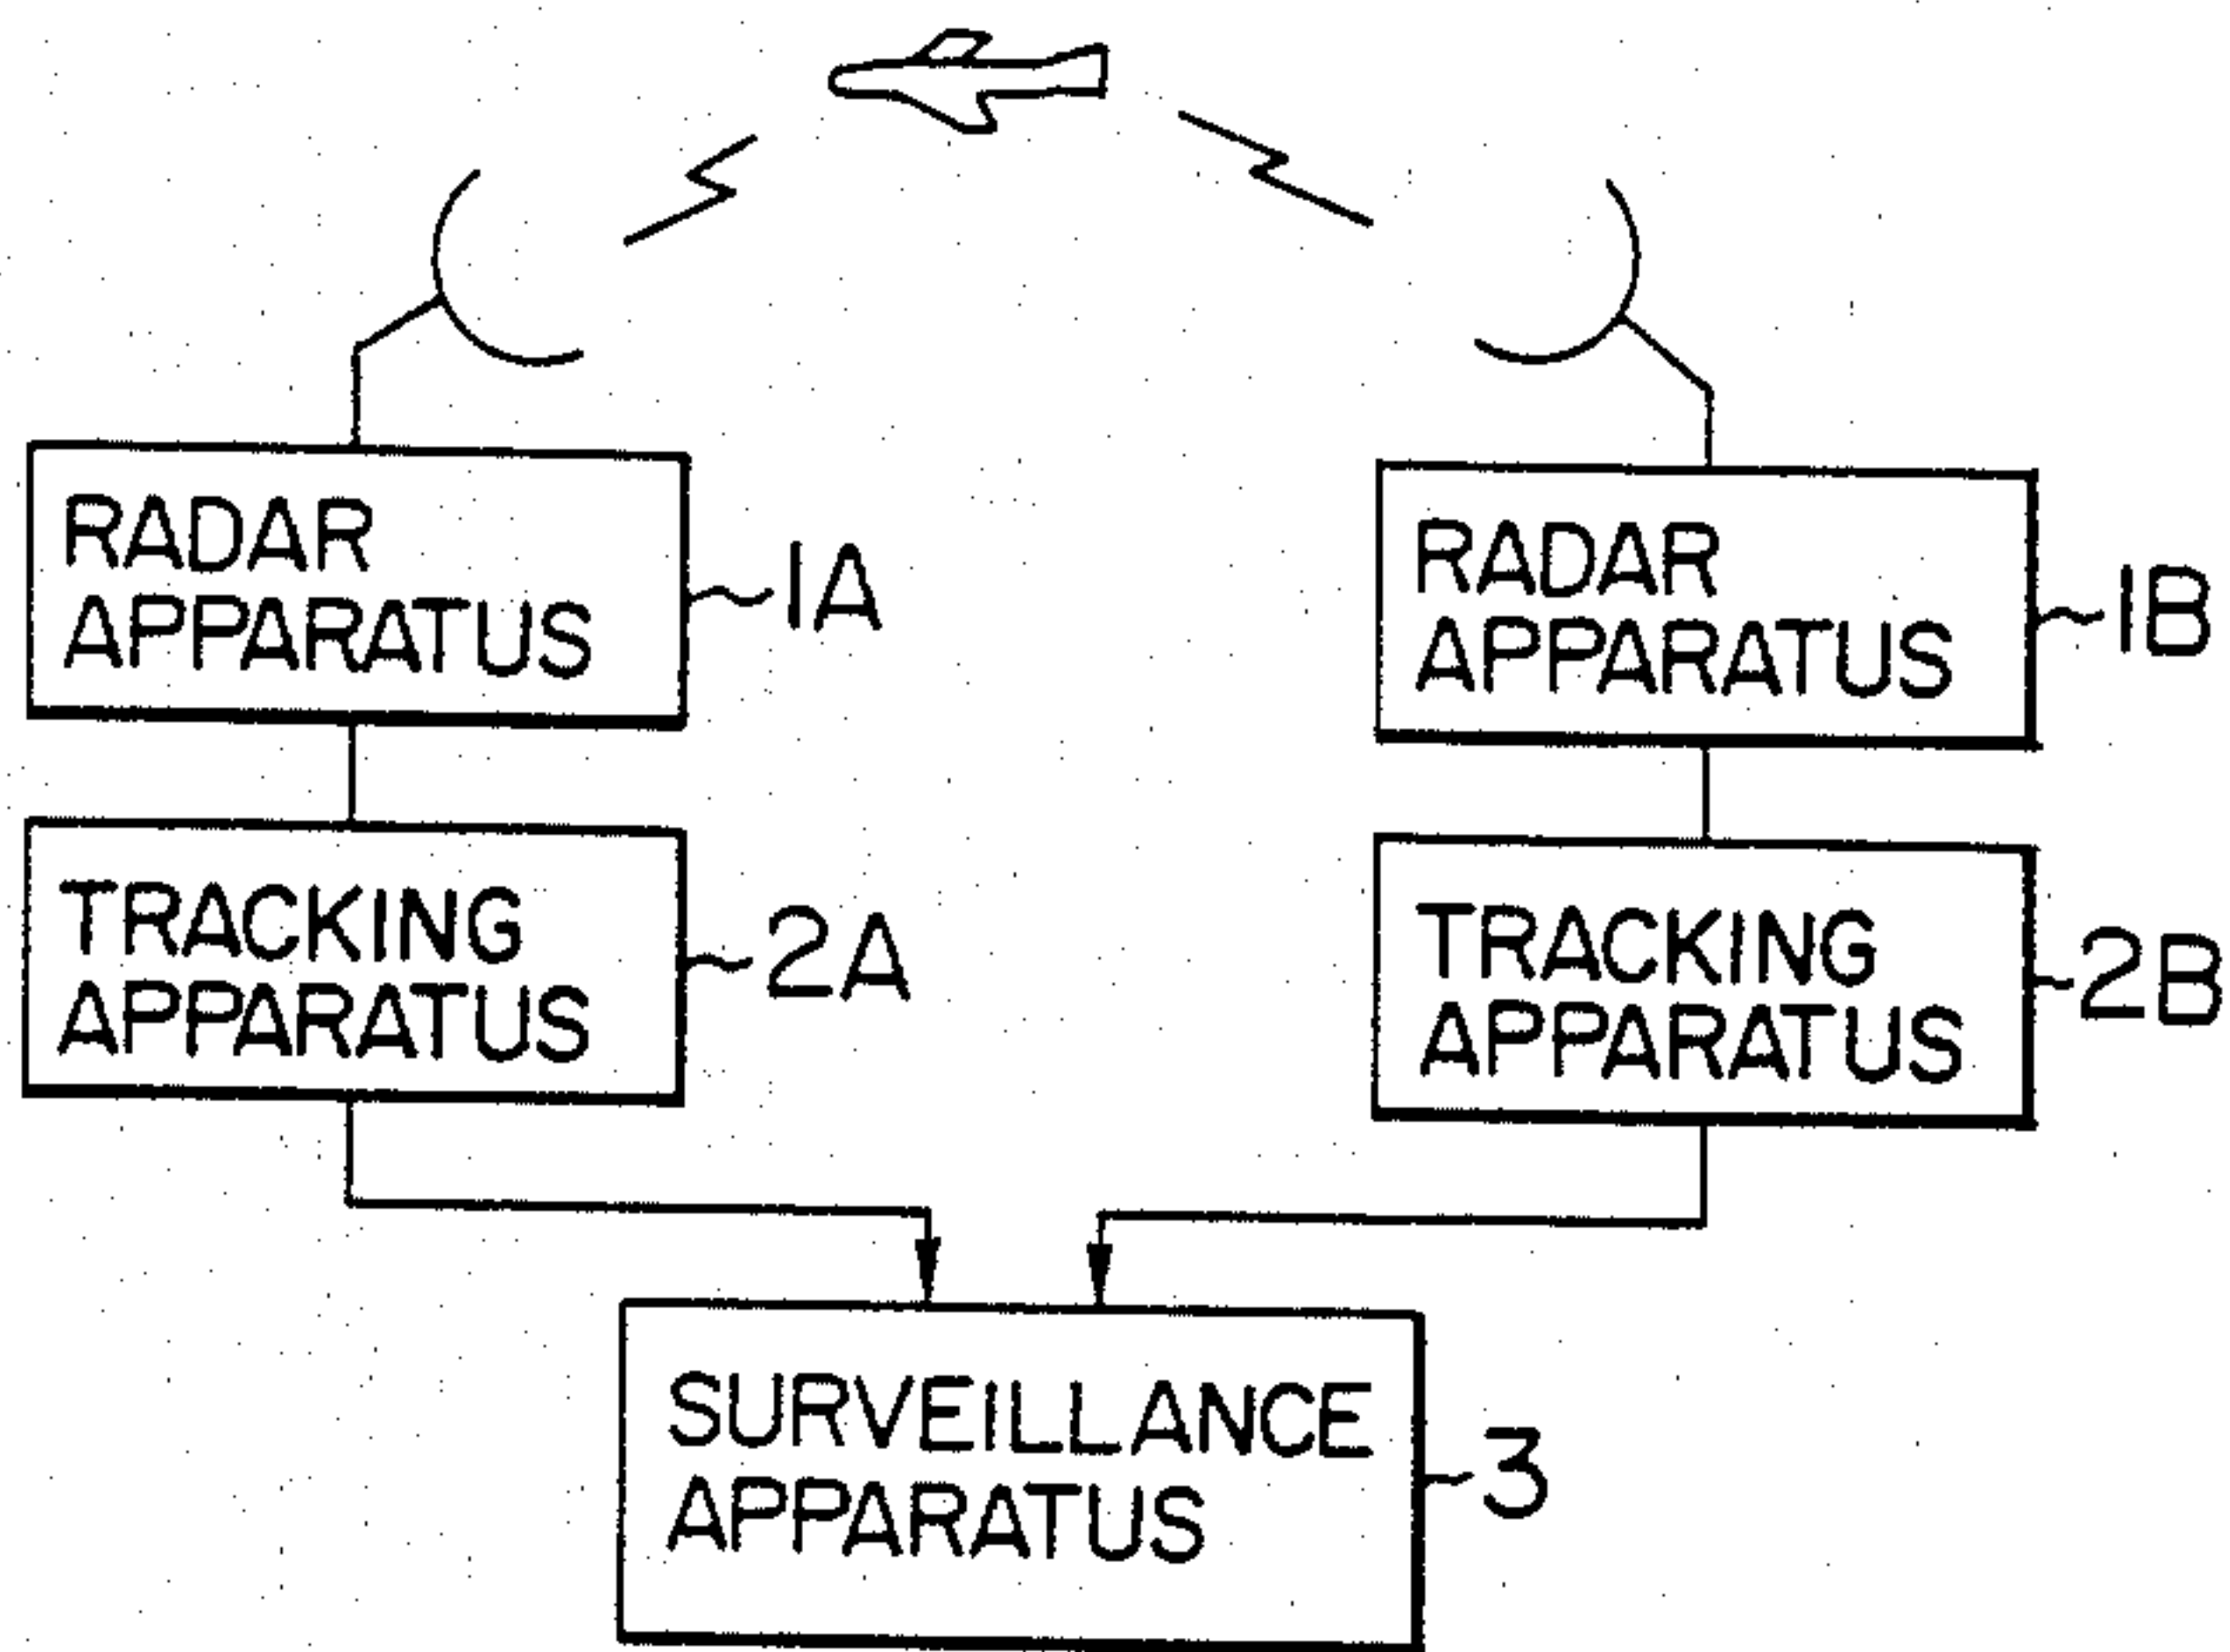 RADAR
APPARATUS
1A
RADAR
APPARATUS
1B
TRACKING
APPARATUS
2A
TRACKING
APPARATUS
2B
SURVEILLANCE
APPARATUS
3